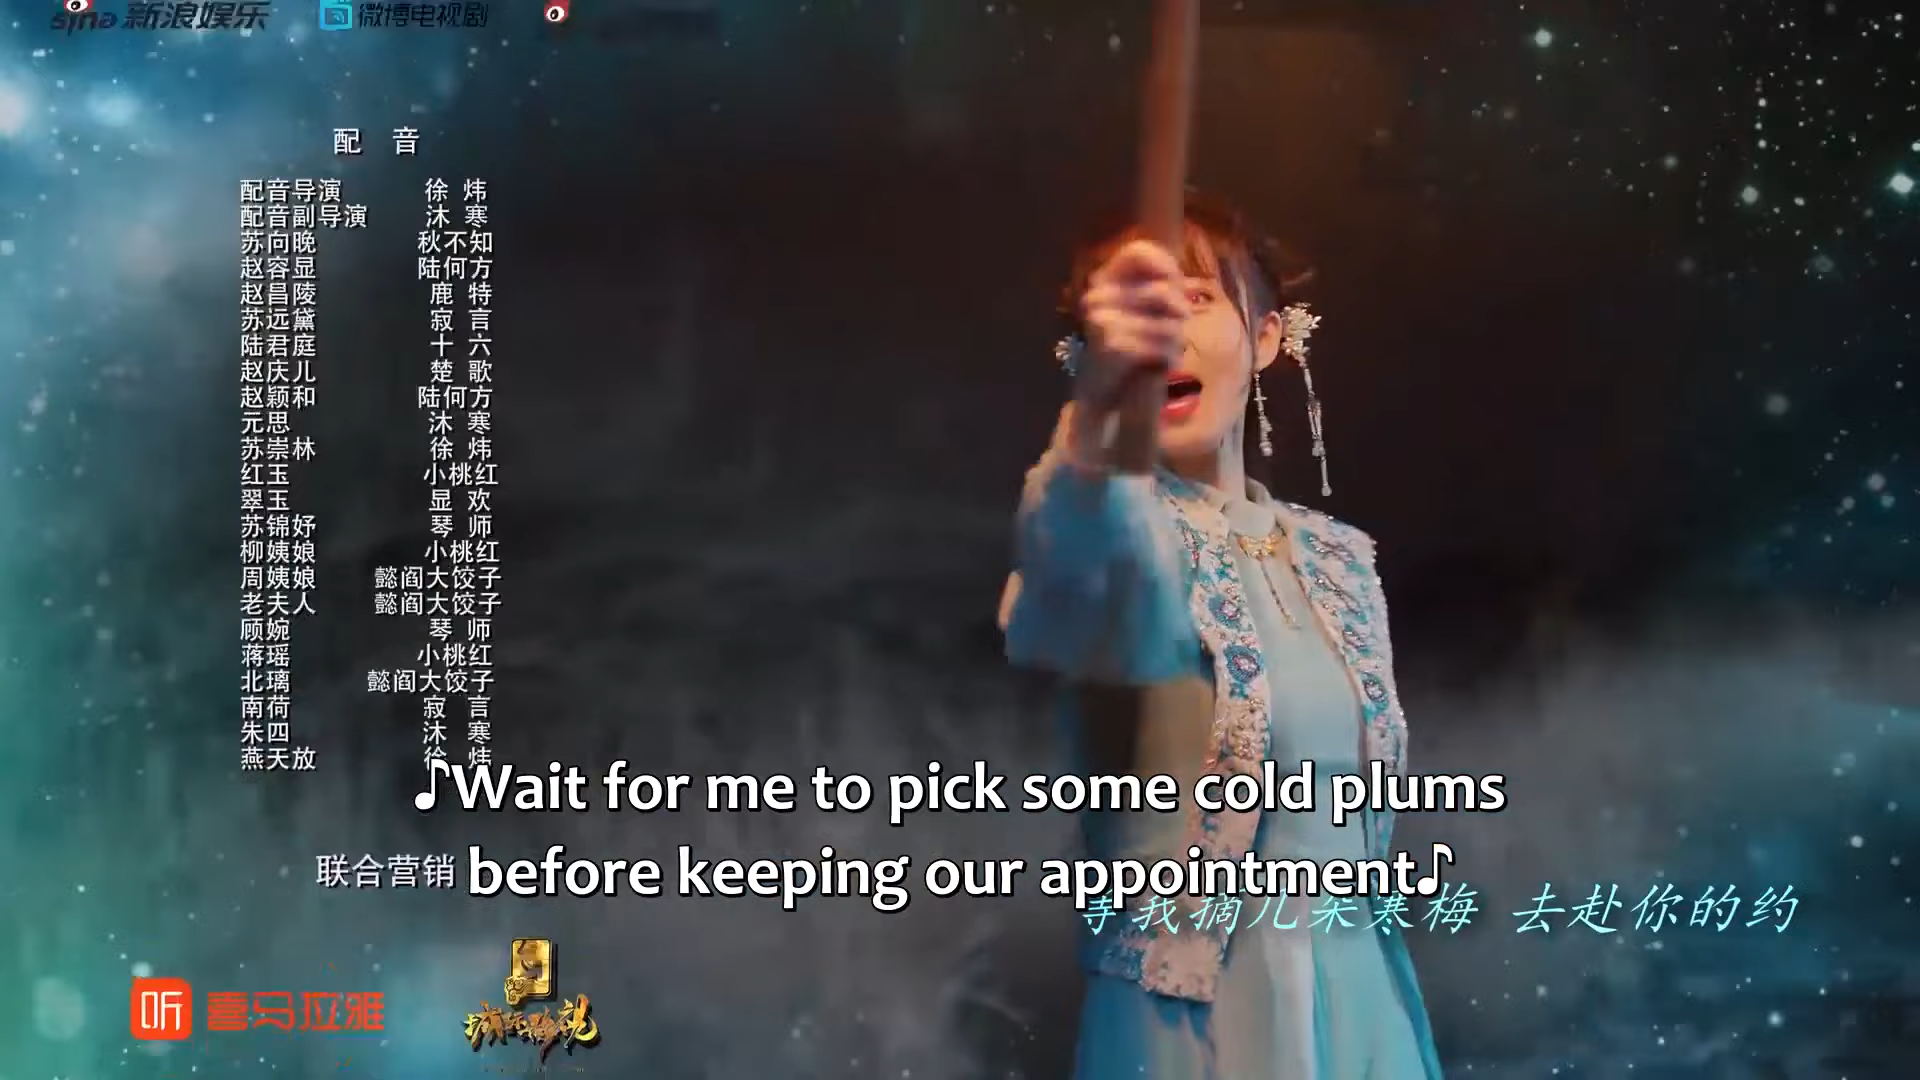 sina 新浪娱乐 微博电视剧
配 音
配音导演 徐 炜
配音副导演 沐 寒
苏向晚 秋不知
赵容显 陆何方
赵昌陵 鹿 特
苏远黛 寂 言
陆君庭 十 六
赵庆儿 楚 歌
赵颖和 陆何方
元思 沐 寒
苏崇林 徐 炜
红玉 小桃红
翠玉 显 欢
苏锦妤 琴 师
柳姨娘 小桃红
周姨娘 懿阎大饺子
老夫人 懿阎大饺子
顾婉 琴 师
蒋瑶 小桃红
北璃 懿阎大饺子
南荷 寂 言
朱四 沐 寒
燕天放 徐 炜
♪Wait for me to pick some cold plums
before keeping our appointment♪
联合营销
等我摘几朵寒梅 去赴你的约
听 喜马拉雅